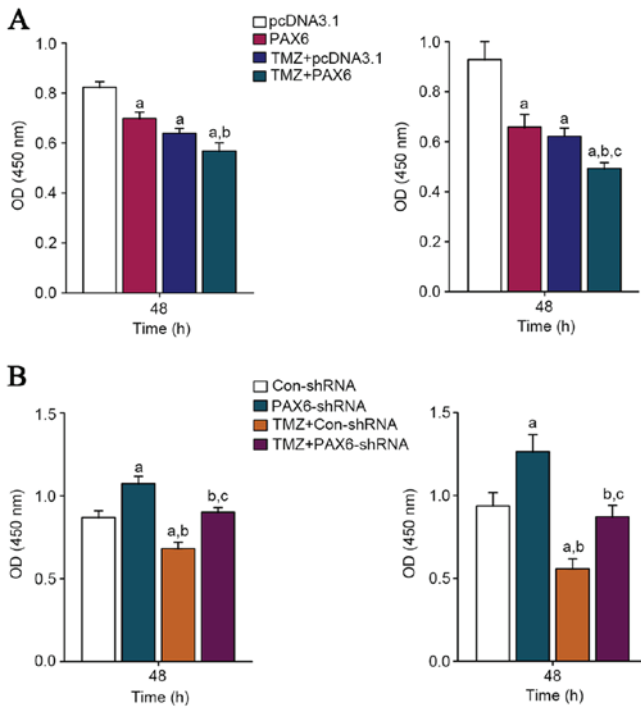 A
pcDNA3.1
PAX6
TMZ+pcDNA3.1
TMZ+PAX6
OD (450 nm)
1.0
0.8
0.6
0.4
0.2
0.0
a
a
a,b
48
Time (h)
OD (450 nm)
1.0
0.8
0.6
0.4
0.2
0.0
a
a
a,b,c
48
Time (h)
B
Con-shRNA
PAX6-shRNA
TMZ+Con-shRNA
TMZ+PAX6-shRNA
OD (450 nm)
1.5
1.0
0.5
0.0
a
a,b
b,c
48
Time (h)
OD (450 nm)
1.5
1.0
0.5
0.0
a
a,b
b,c
48
Time (h)